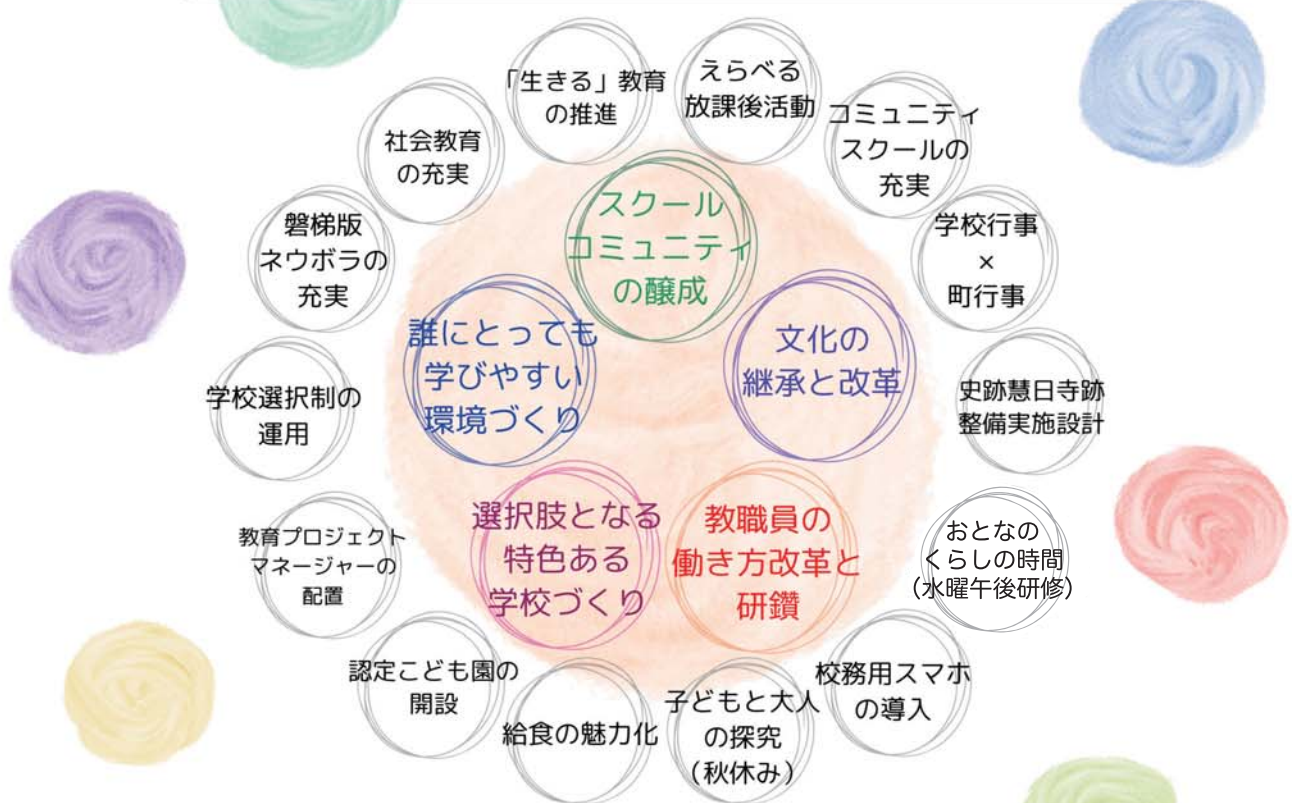 「生きる」教育
の推進
えらべる
放課後活動
コミュニティ
スクールの
充実
社会教育
の充実
学校行事
×
町行事
磐梯版
ネウボラの
充実
スクール
コミュニティ
の醸成
誰にとっても
学びやすい
環境づくり
文化の
継承と改革
学校選択制の
運用
史跡慧日寺跡
整備実施設計
選択肢となる
特色ある
学校づくり
教職員の
働き方改革と
研鑽
教育プロジェクト
マネージャーの
配置
おとなの
くらしの時間
(水曜午後研修)
認定こども園の
開設
給食の魅力化
子どもと大人
の探究
(秋休み)
校務用スマホ
の導入